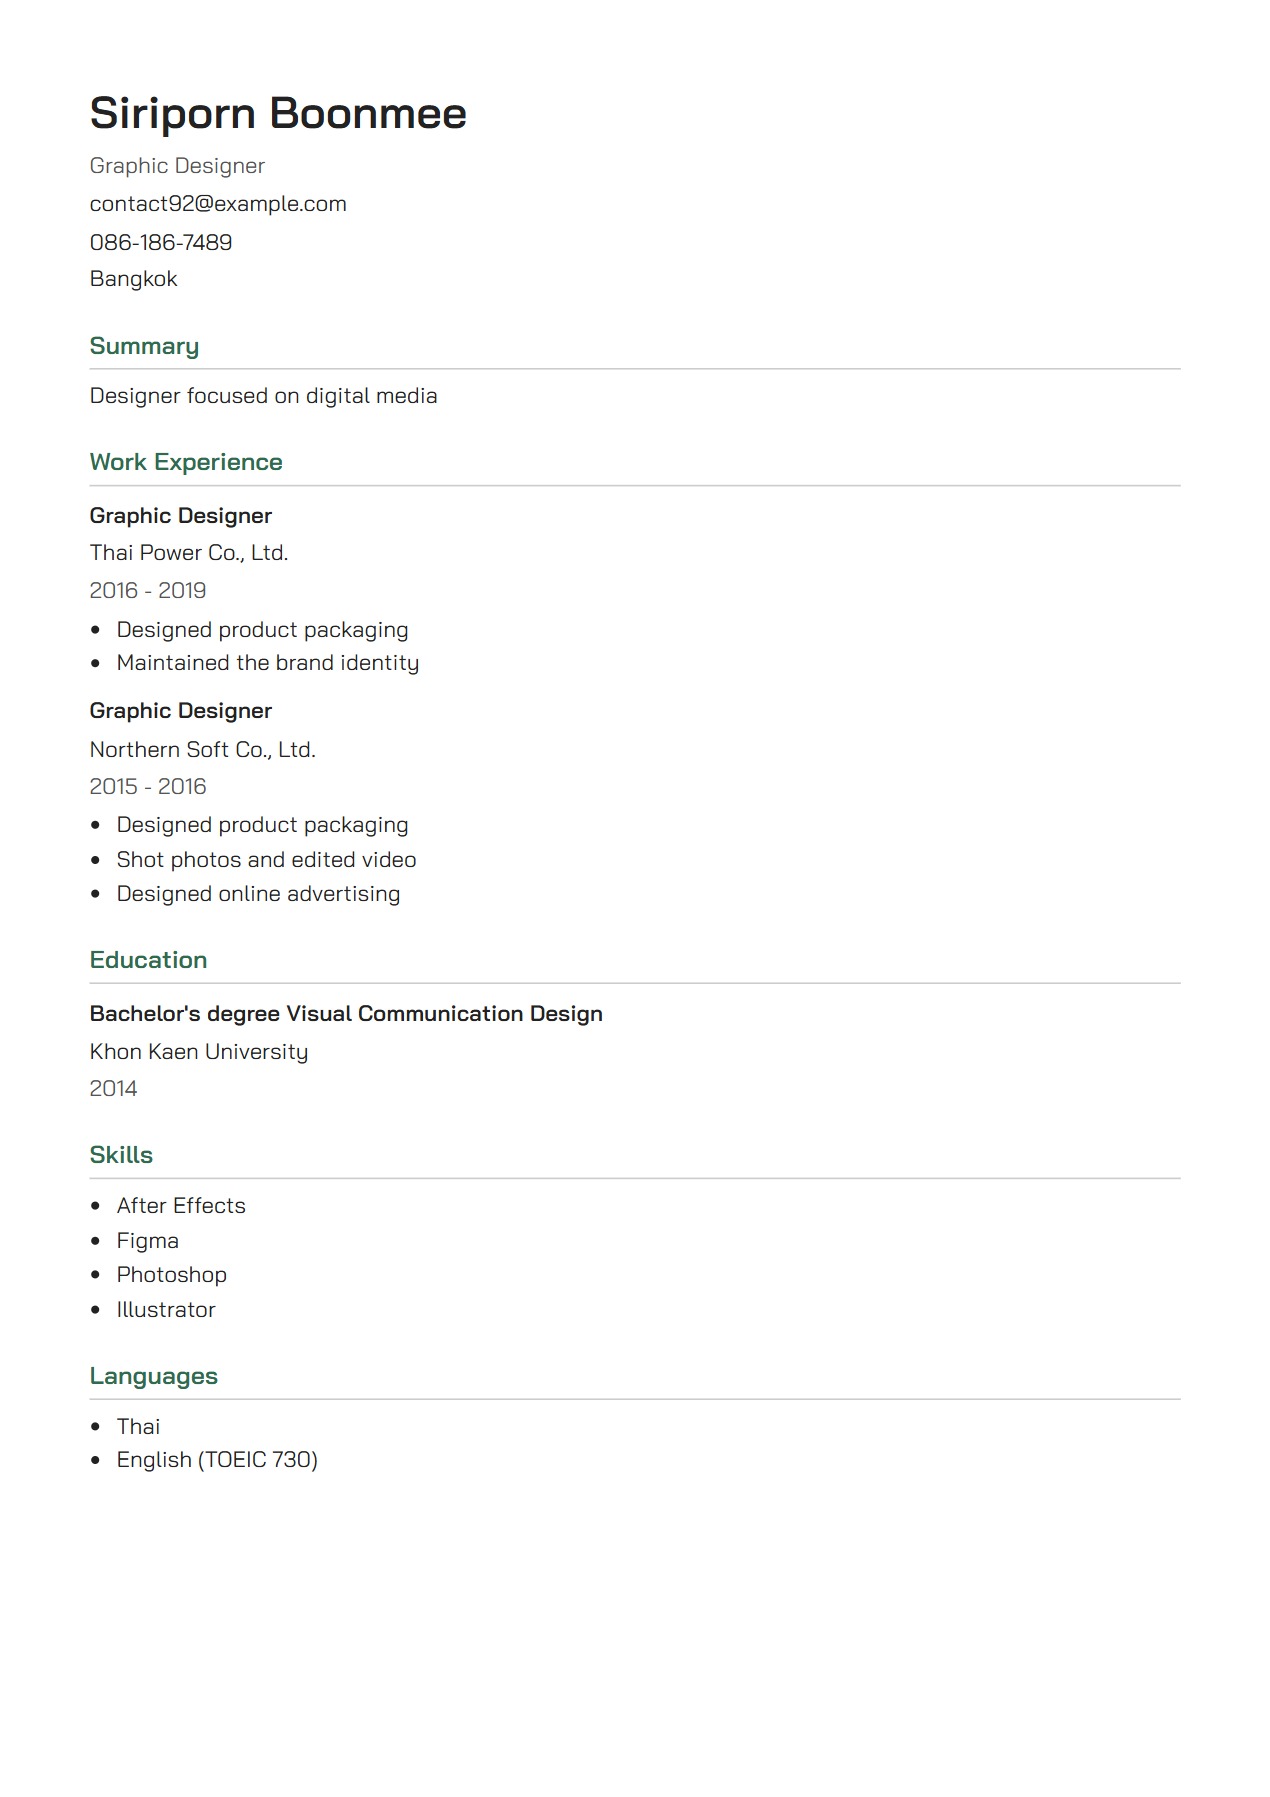 Siriporn Boonmee
Graphic Designer
contact92@example.com
086-186-7489
Bangkok
Summary
Designer focused on digital media
Work Experience
Graphic Designer
Thai Power Co., Ltd.
2016 - 2019
• Designed product packaging
• Maintained the brand identity
Graphic Designer
Northern Soft Co., Ltd.
2015 - 2016
• Designed product packaging
• Shot photos and edited video
• Designed online advertising
Education
Bachelor's degree Visual Communication Design
Khon Kaen University
2014
Skills
• After Effects
• Figma
• Photoshop
• Illustrator
Languages
• Thai
• English (TOEIC 730)